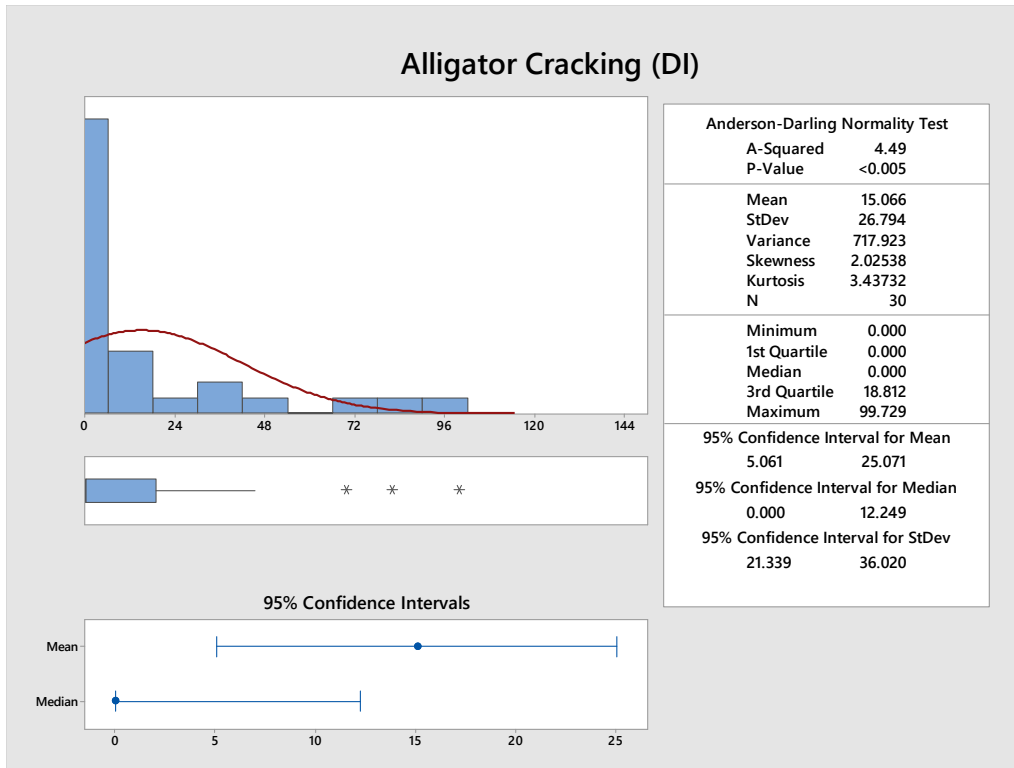 Alligator Cracking (DI)
0 24 48 72 96 120 144
Anderson-Darling Normality Test
A-Squared 4.49
P-Value <0.005
Mean 15.066
StDev 26.794
Variance 717.923
Skewness 2.02538
Kurtosis 3.43732
N 30
Minimum 0.000
1st Quartile 0.000
Median 0.000
3rd Quartile 18.812
Maximum 99.729
95% Confidence Interval for Mean
5.061 25.071
95% Confidence Interval for Median
0.000 12.249
95% Confidence Interval for StDev
21.339 36.020
95% Confidence Intervals
Mean
Median
0 5 10 15 20 25